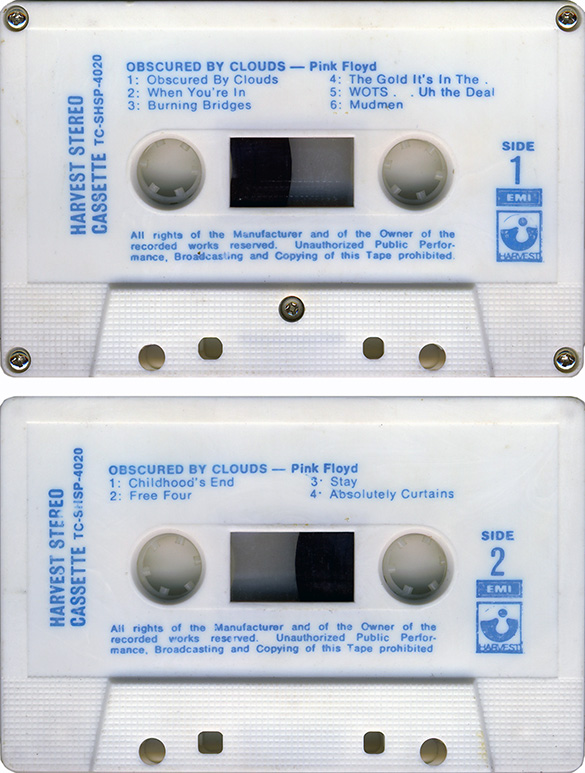 OBSCURED BY CLOUDS — Pink Floyd
1: Obscured By Clouds
2: When You're In
3: Burning Bridges
4: The Gold It's In The .
5: WOTS . . Uh the Deal
6: Mudmen
HARVEST STEREO
CASSETTE TC-SHSP-4020
SIDE
1
EMI
HARVEST
All rights of the Manufacturer and of the Owner of the
recorded works reserved. Unauthorized Public Perfor-
mance, Broadcasting and Copying of this Tape prohibited.
OBSCURED BY CLOUDS — Pink Floyd
1: Childhood's End
2: Free Four
3· Stay
4· Absolutely Curtains
HARVEST STEREO
CASSETTE TC-SHSP-4020
SIDE
2
EMI
HARVEST
All rights of the Manufacturer and of the Owner of the
recorded works reserved. Unauthorized Public Perfor-
mance, Broadcasting and Copying of this Tape prohibited